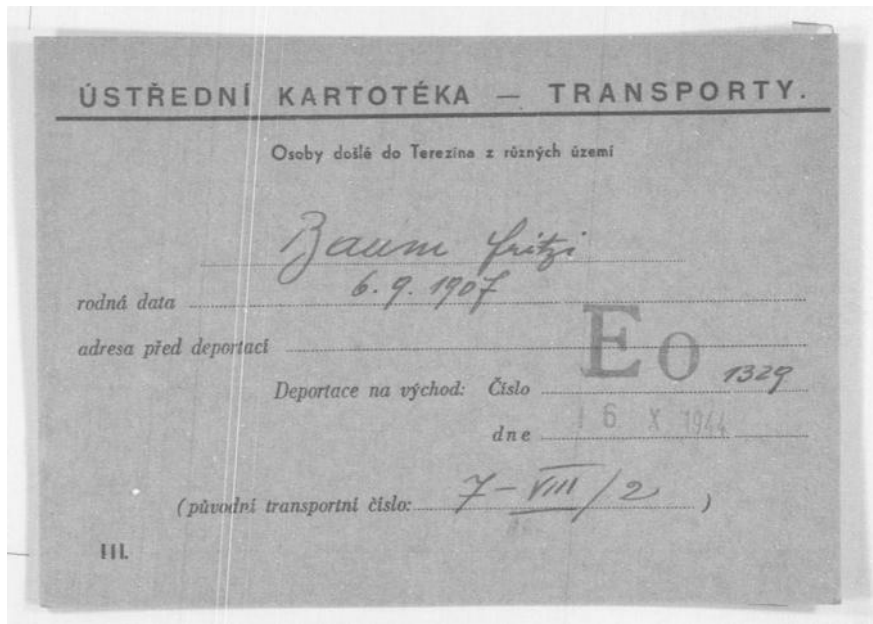 ÚSTŘEDNÍ KARTOTÉKA — TRANSPORTY.
Osoby došlé do Terezína z různých území
Baum Fritzi
rodná data 6. 9. 1907
adresa před deportací
Eo
Deportace na východ: Číslo 1329
dne 16 X 1944
(původní transportní číslo: 7-VIII/2)
III.